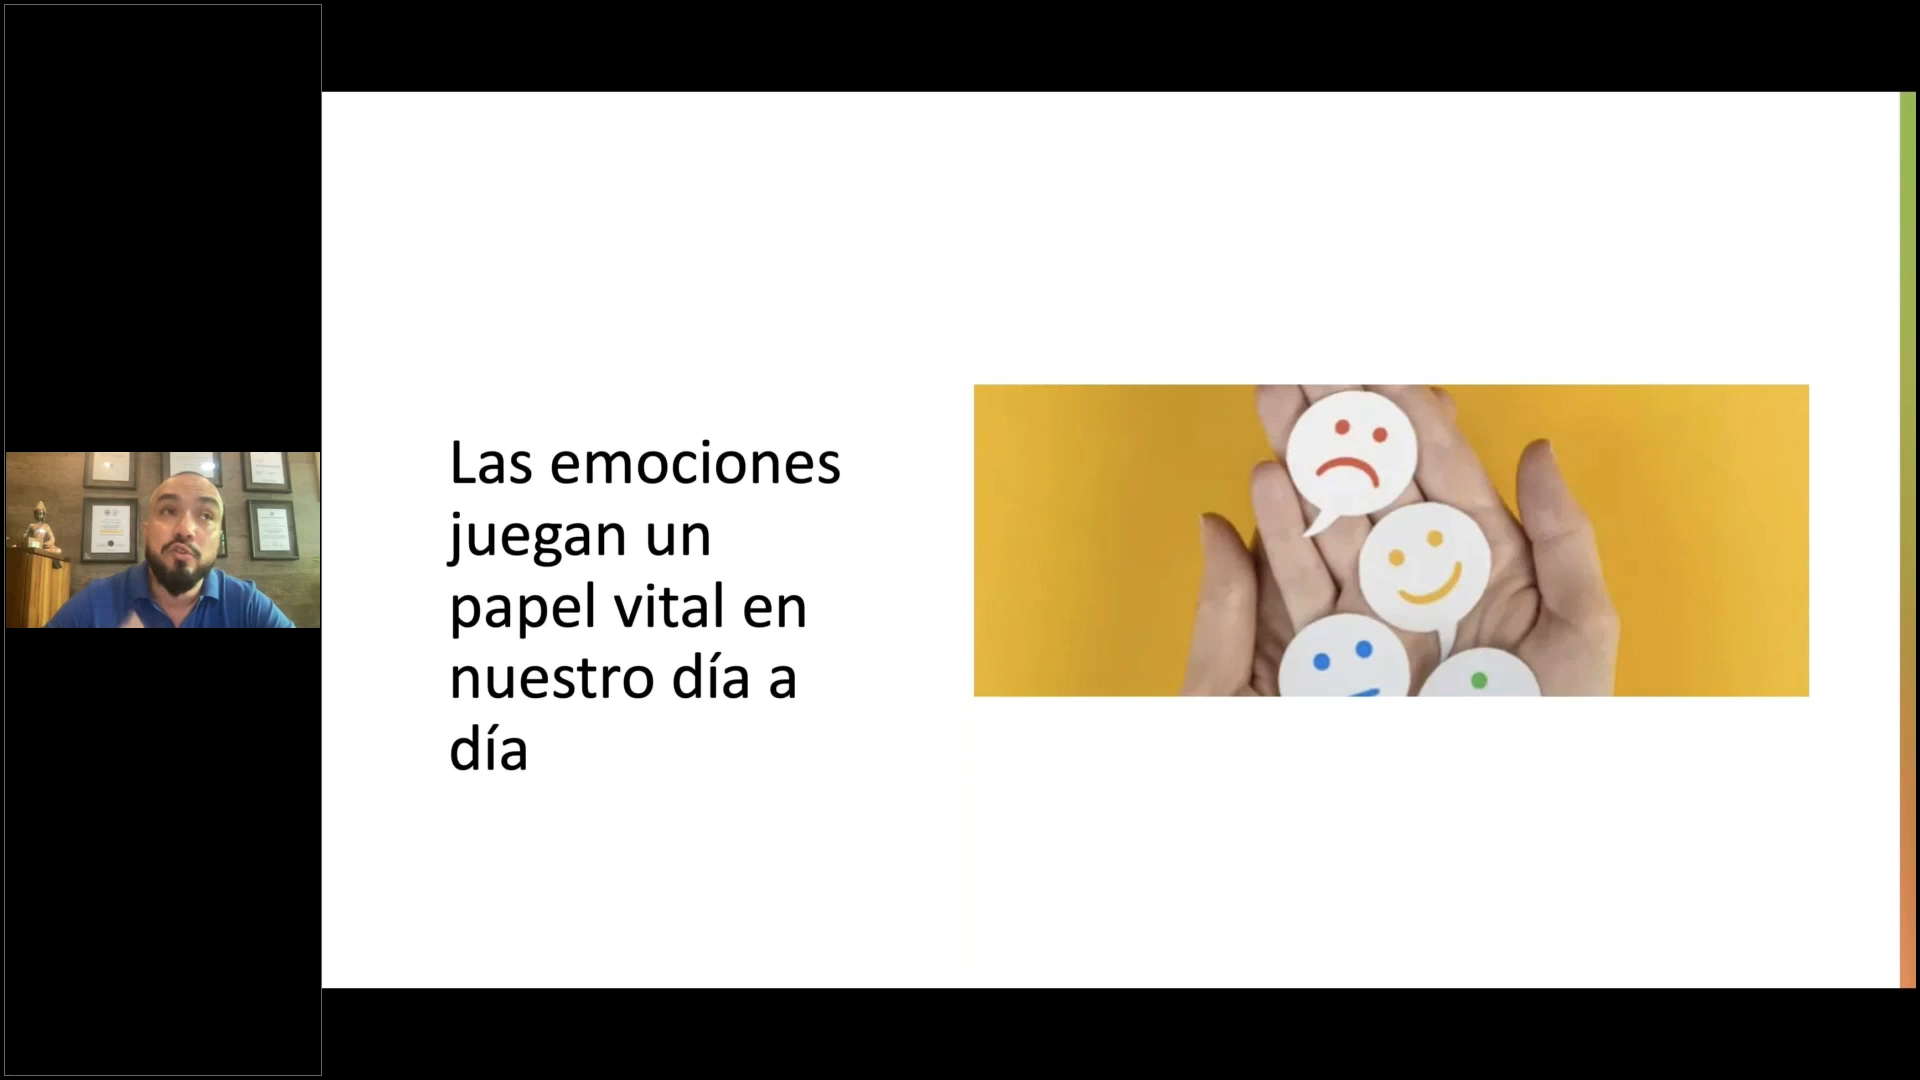 Las emociones
juegan un
papel vital en
nuestro día a
día